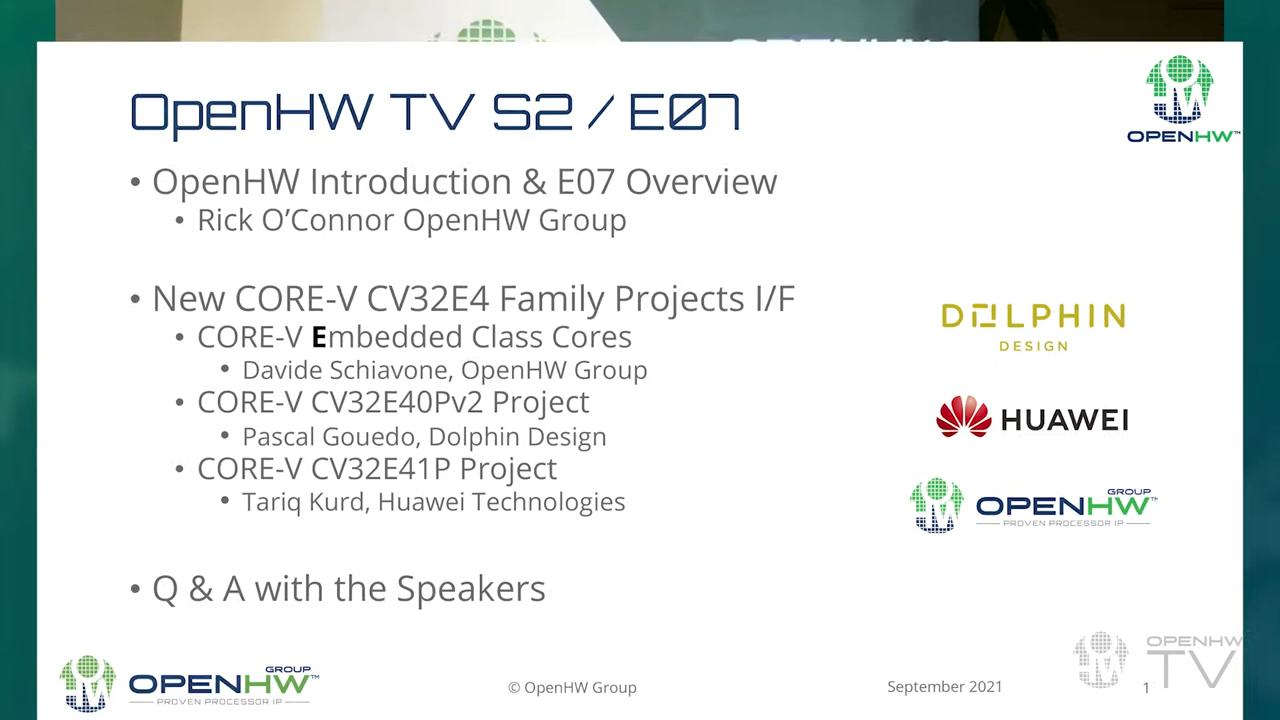 OPENHW™
OpenHW TV S2 / E07
• OpenHW Introduction & E07 Overview
• Rick O’Connor OpenHW Group
• New CORE-V CV32E4 Family Projects I/F
• CORE-V Embedded Class Cores
• Davide Schiavone, OpenHW Group
• CORE-V CV32E40Pv2 Project
• Pascal Gouedo, Dolphin Design
• CORE-V CV32E41P Project
• Tariq Kurd, Huawei Technologies
DOLPHIN
DESIGN
HUAWEI
GROUP
OPENHW™
PROVEN PROCESSOR IP
• Q & A with the Speakers
GROUP
OPENHW™
PROVEN PROCESSOR IP
© OpenHW Group
September 2021
1
OPENHW
TV